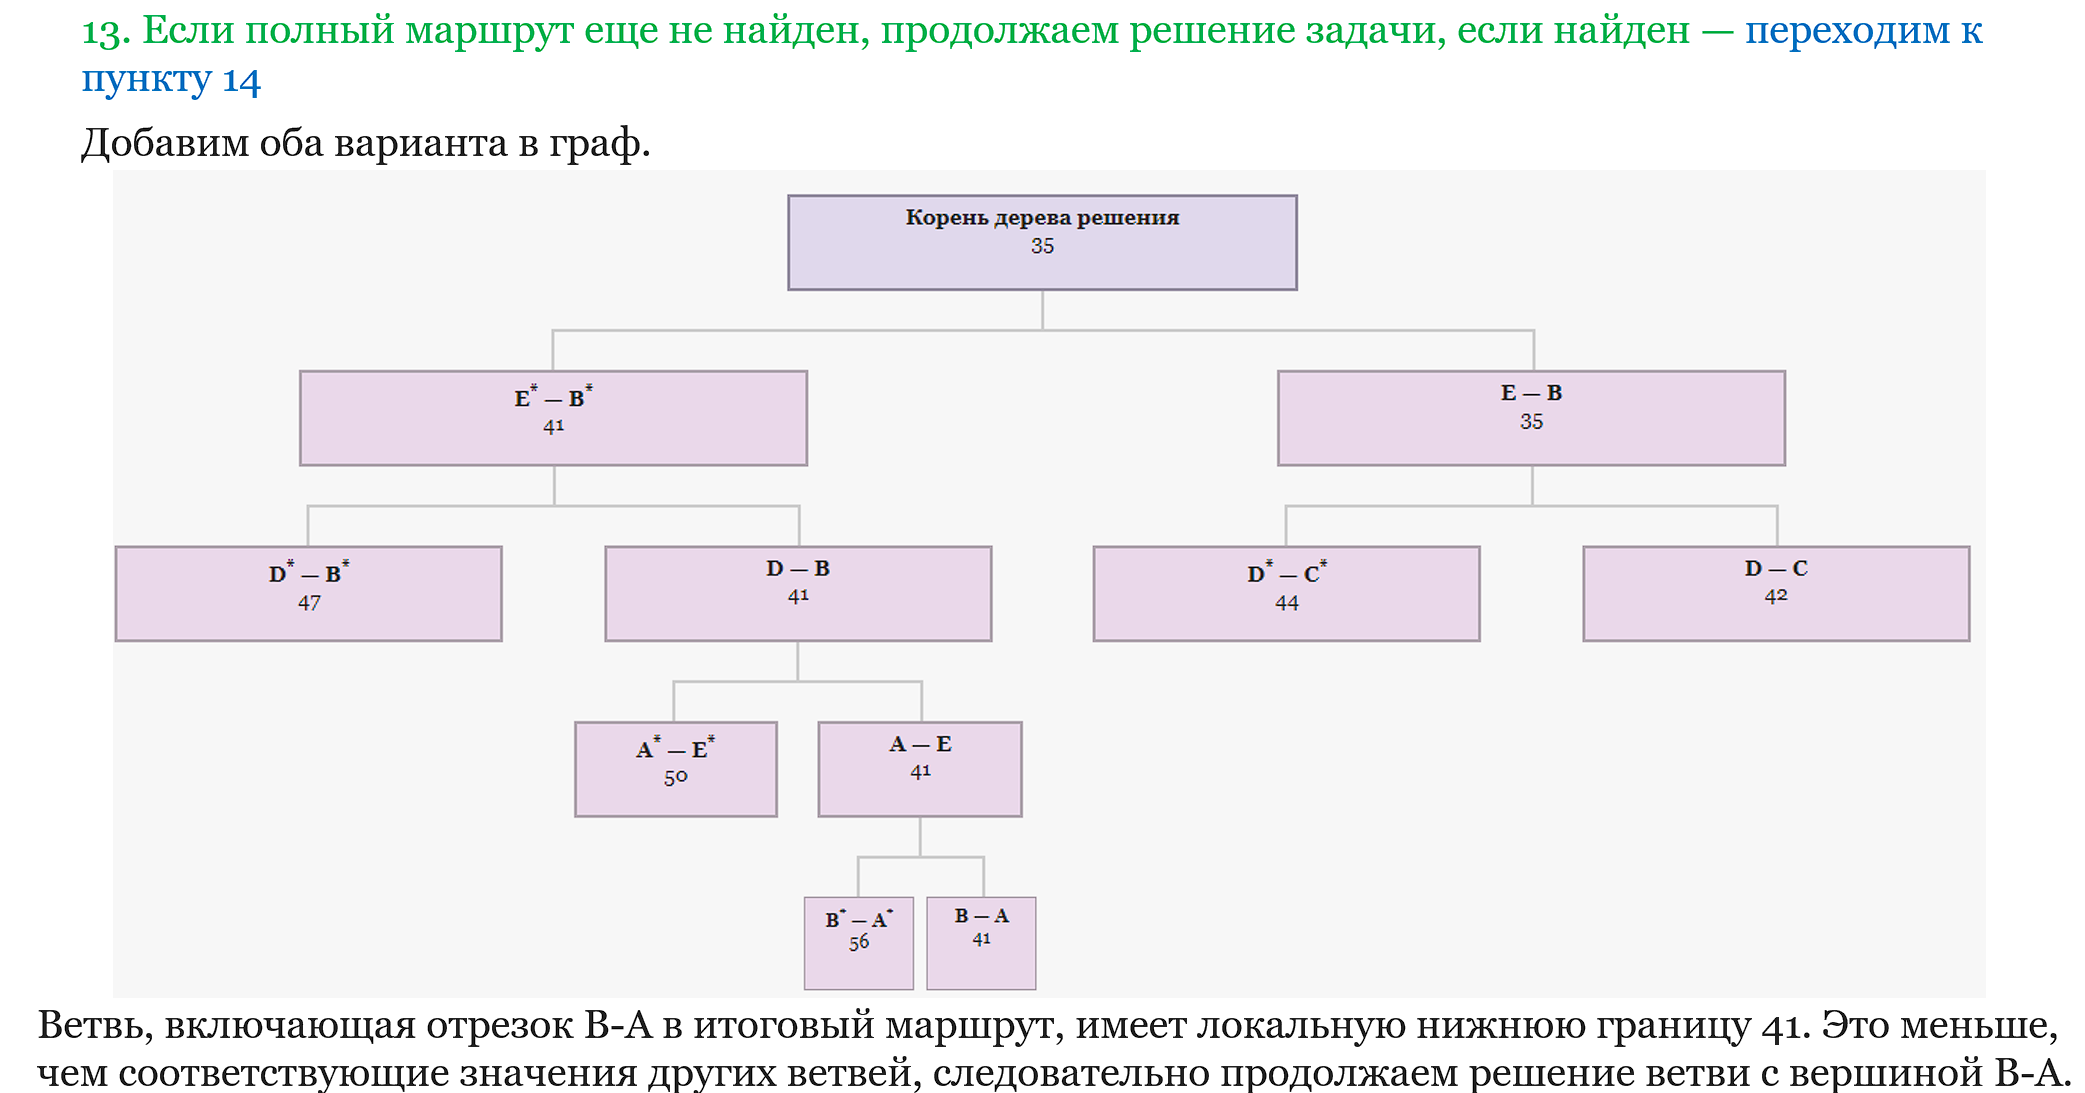 13. Если полный маршрут еще не найден, продолжаем решение задачи, если найден — переходим к
пункту 14
Добавим оба варианта в граф.
Корень дерева решения
35
E* — B*
41
E — B
35
D* — B*
47
D — B
41
D* — C*
44
D — C
42
A* — E*
50
A — E
41
B* — A*
56
B — A
41
Ветвь, включающая отрезок B-A в итоговый маршрут, имеет локальную нижнюю границу 41. Это меньше,
чем соответствующие значения других ветвей, следовательно продолжаем решение ветви с вершиной B-A.